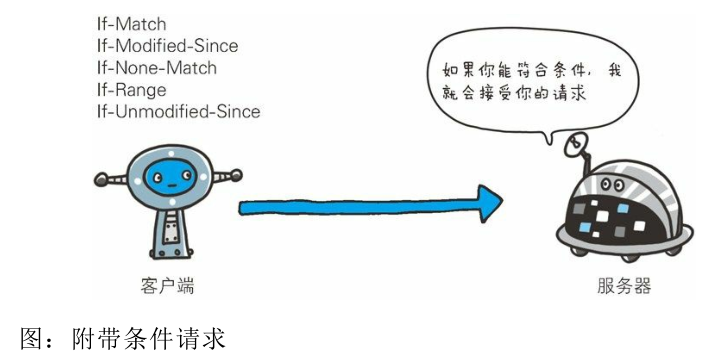 If-Match
If-Modified-Since
If-None-Match
If-Range
If-Unmodified-Since
如果你能符合条件，我
就会接受你的请求
客户端
服务器
图：附带条件请求